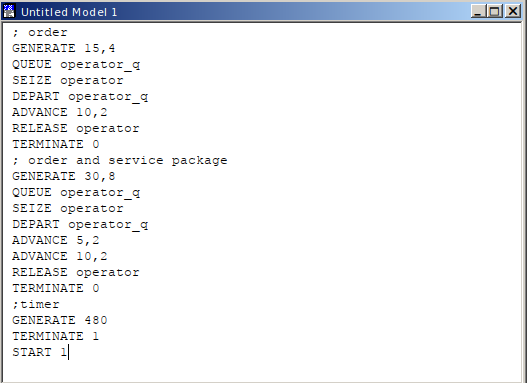 Untitled Model 1
; order
GENERATE 15,4
QUEUE operator_q
SEIZE operator
DEPART operator_q
ADVANCE 10,2
RELEASE operator
TERMINATE 0
; order and service package
GENERATE 30,8
QUEUE operator_q
SEIZE operator
DEPART operator_q
ADVANCE 5,2
ADVANCE 10,2
RELEASE operator
TERMINATE 0
;timer
GENERATE 480
TERMINATE 1
START 1